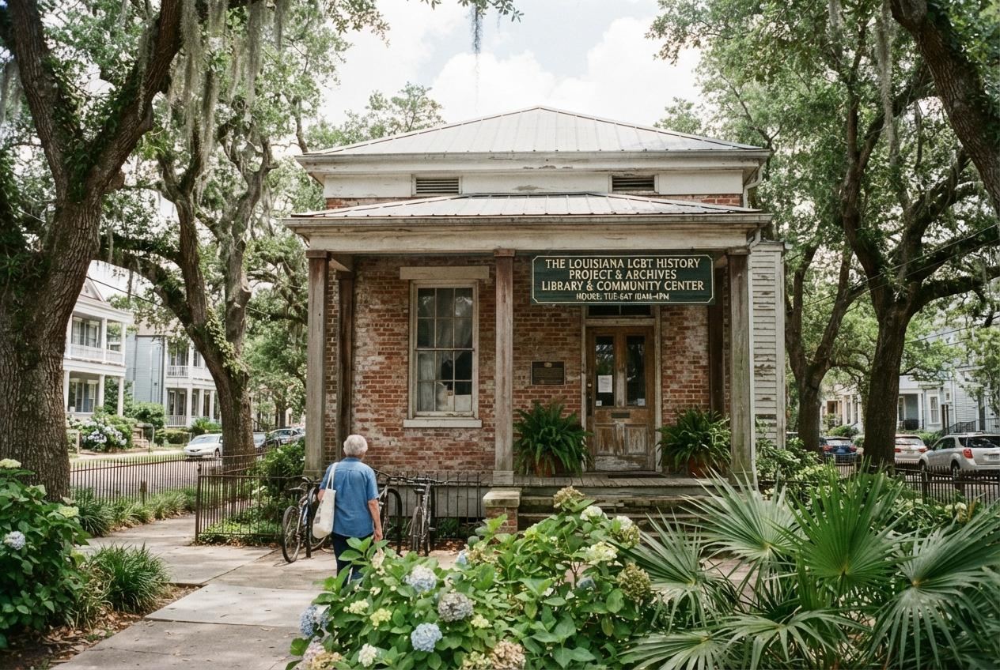 THE LOUISIANA LGBT HISTORY
PROJECT & ARCHIVES
LIBRARY & COMMUNITY CENTER
HOURE, TUE-SAT 10AM-4PM